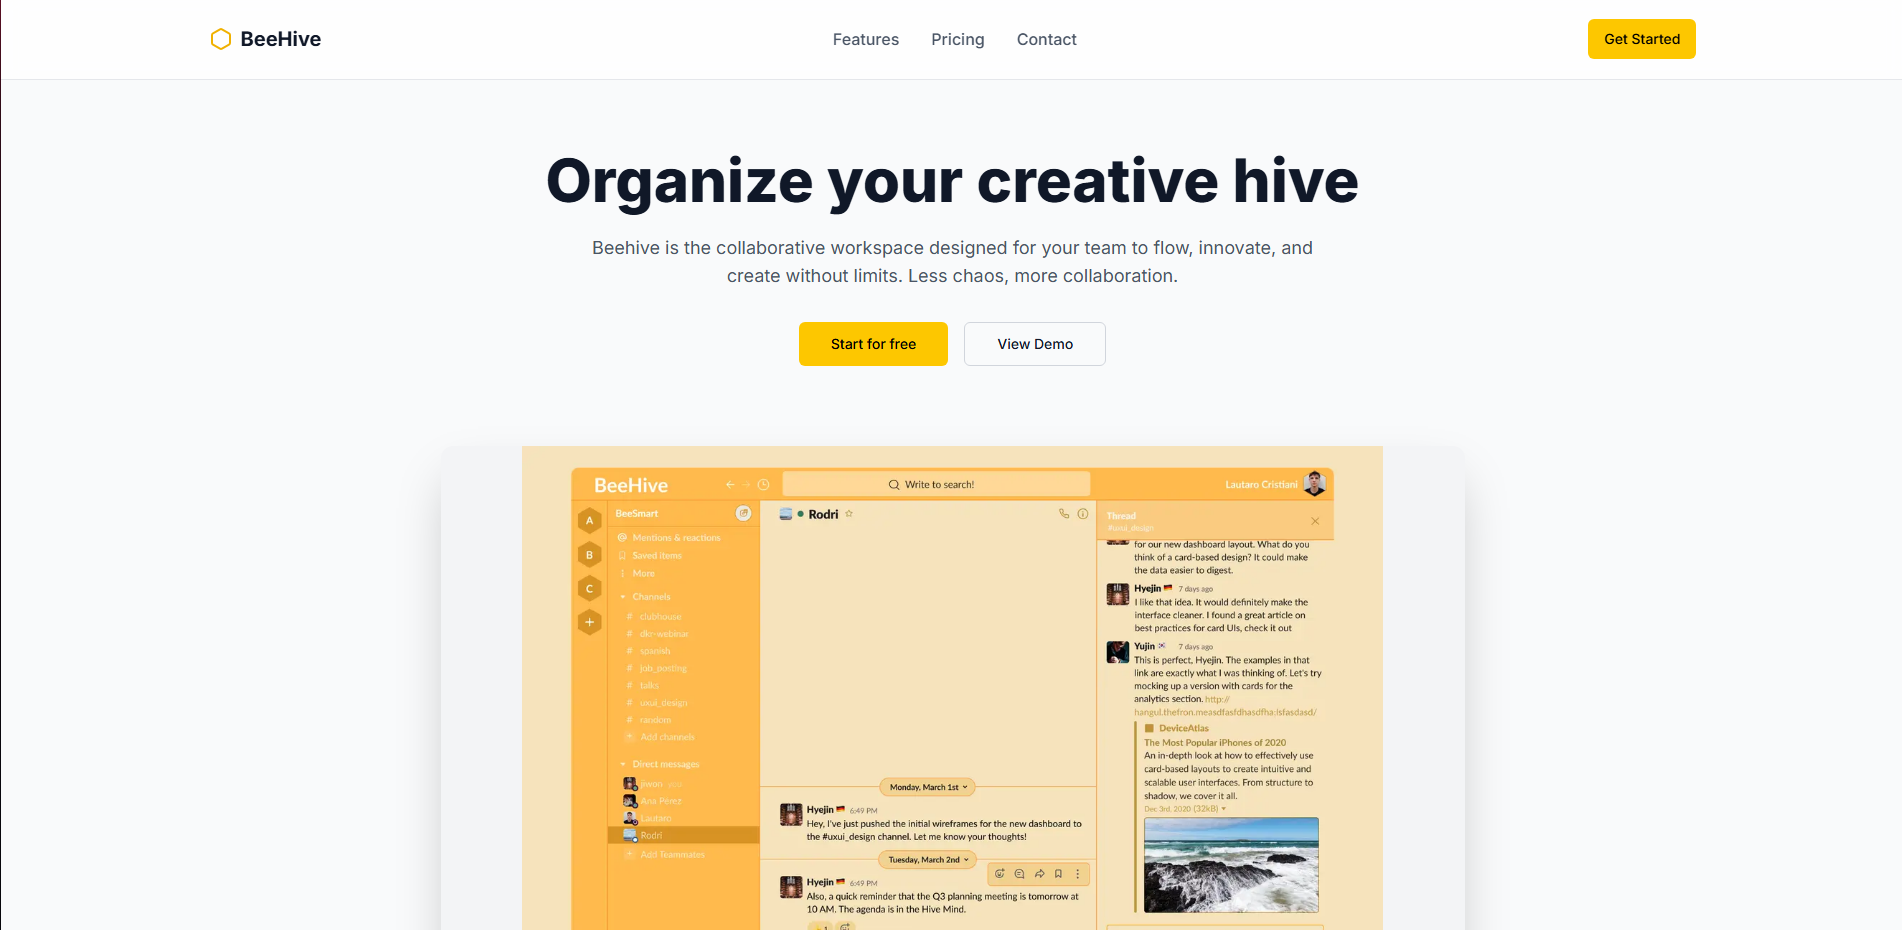 BeeHive
Features
Pricing
Contact
Get Started
Organize your creative hive
Beehive is the collaborative workspace designed for your team to flow, innovate, and
create without limits. Less chaos, more collaboration.
Start for free
View Demo
BeeHive
Write to search!
Lautaro Cristiani
A
B
C
+
BeeSmart
@ Mentions & reactions
Saved items
More
Channels
# clubhouse
# dkr-webinar
# spanish
# job_posting
# talks
# uxui_design
# random
+ Add channels
Direct messages
jiwon you
Ana Pérez
Lautaro
Rodri
+ Add Teammates
Rodri
Monday, March 1st
Hyejin 6:49 PM
Hey, I've just pushed the initial wireframes for the new dashboard to
the #uxui_design channel. Let me know your thoughts!
Tuesday, March 2nd
Hyejin 6:49 PM
Also, a quick reminder that the Q3 planning meeting is tomorrow at
10 AM. The agenda is in the Hive Mind.
1
Thread
#uxui_design
for our new dashboard layout. What do you
think of a card-based design? It could make
the data easier to digest.
Hyejin 7 days ago
I like that idea. It would definitely make the
interface cleaner. I found a great article on
best practices for card UIs, check it out
Yujin 7 days ago
This is perfect, Hyejin. The examples in that
link are exactly what I was thinking of. Let's try
mocking up a version with cards for the
analytics section. http://
DeviceAtlas
The Most Popular iPhones of 2020
An in-depth look at how to effectively use
card-based layouts to create intuitive and
scalable user interfaces. From structure to
shadow, we cover it all.
Dec 3rd, 2020 (32kB)